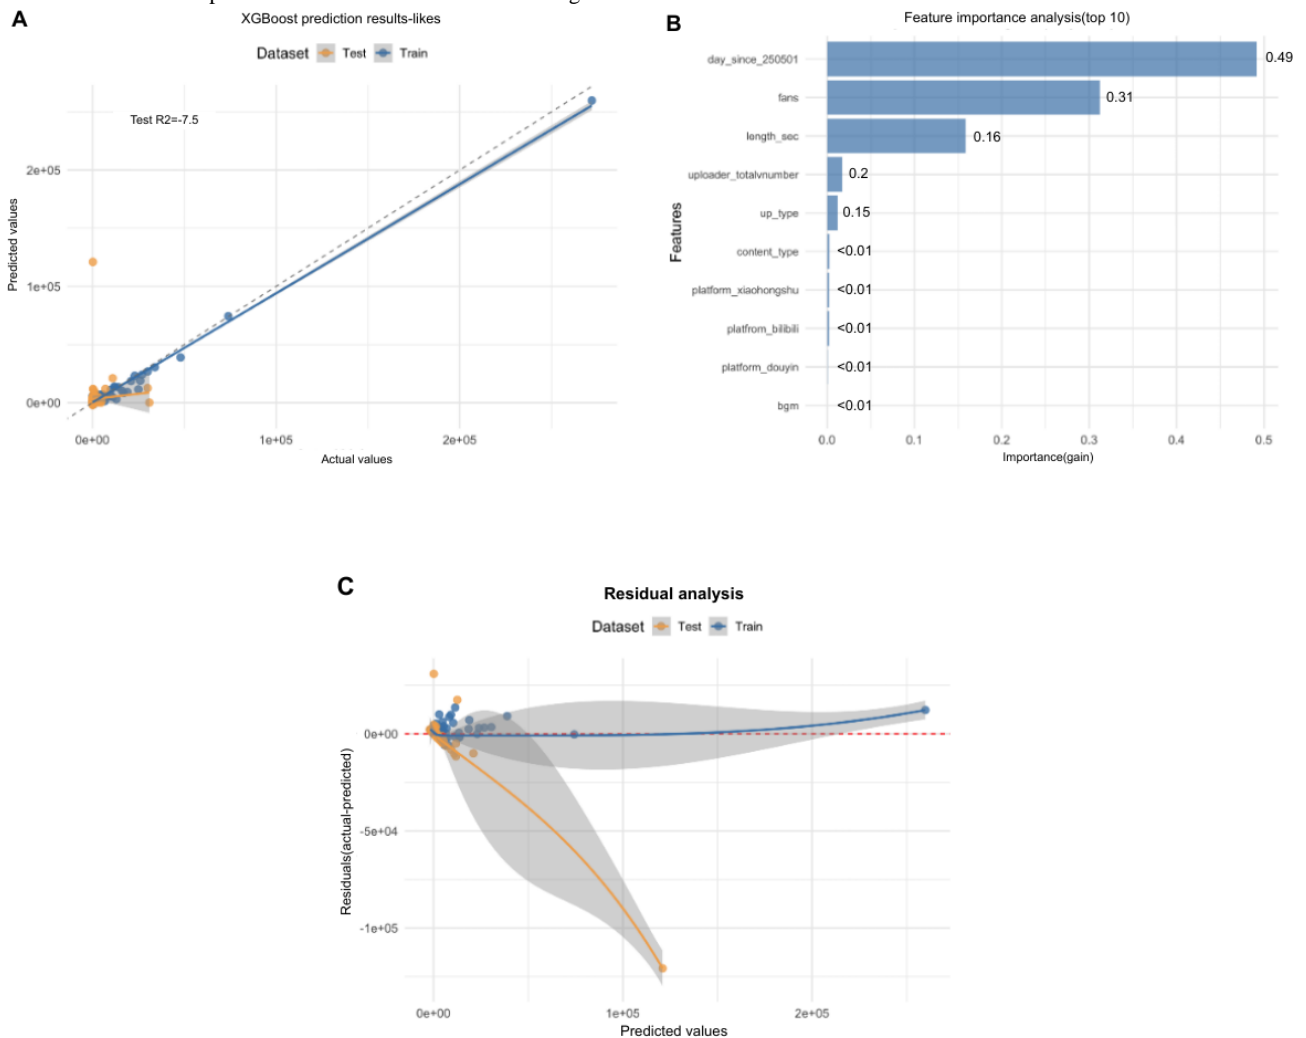 A
XGBoost prediction results-likes
Dataset Test Train
Test R2=-7.5
Predicted values
2e+05
1e+05
0e+00
0e+00 1e+05 2e+05
Actual values
B
Feature importance analysis(top 10)
Features
day_since_250501 0.49
fans 0.31
length_sec 0.16
uploader_totalvnumber 0.2
up_type 0.15
content_type <0.01
platform_xiaohongshu <0.01
platfrom_bilibili <0.01
platform_douyin <0.01
bgm <0.01
0.0 0.1 0.2 0.3 0.4 0.5
Importance(gain)
C
Residual analysis
Dataset Test Train
Residuals(actual-predicted)
0e+00
-5e+04
-1e+05
0e+00 1e+05 2e+05
Predicted values